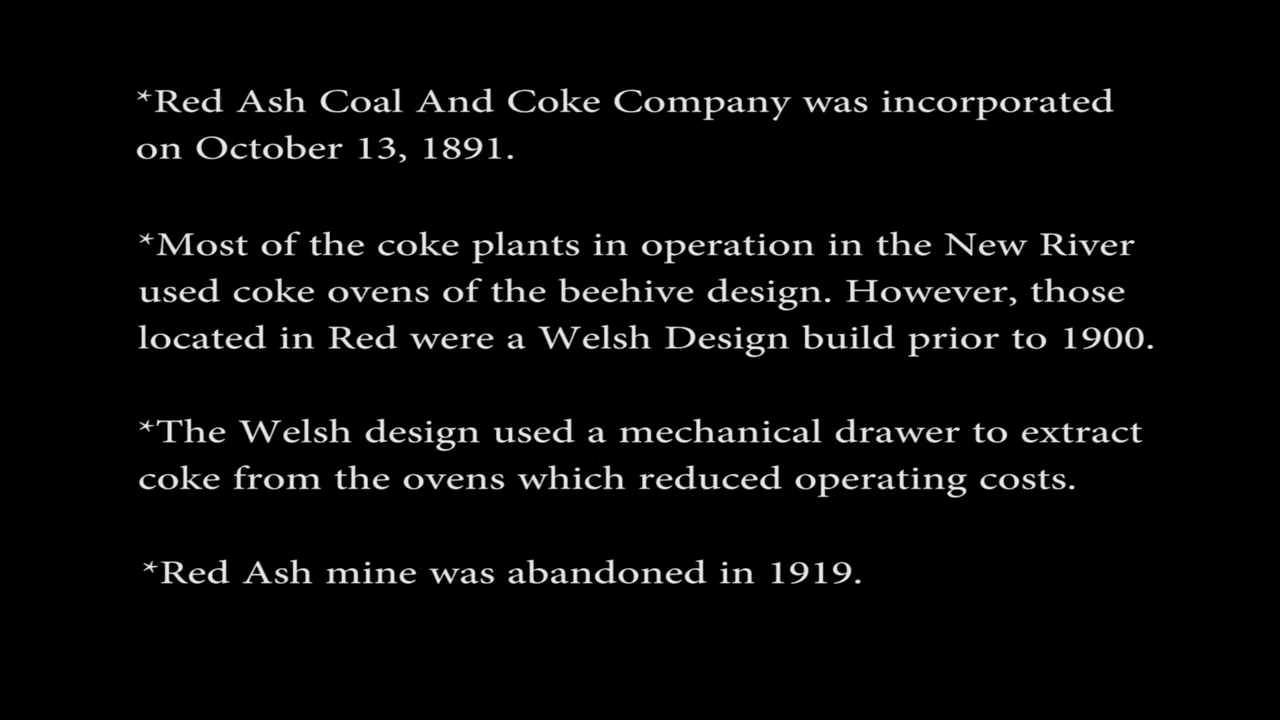 *Red Ash Coal And Coke Company was incorporated
on October 13, 1891.
*Most of the coke plants in operation in the New River
used coke ovens of the beehive design. However, those
located in Red were a Welsh Design build prior to 1900.
*The Welsh design used a mechanical drawer to extract
coke from the ovens which reduced operating costs.
*Red Ash mine was abandoned in 1919.